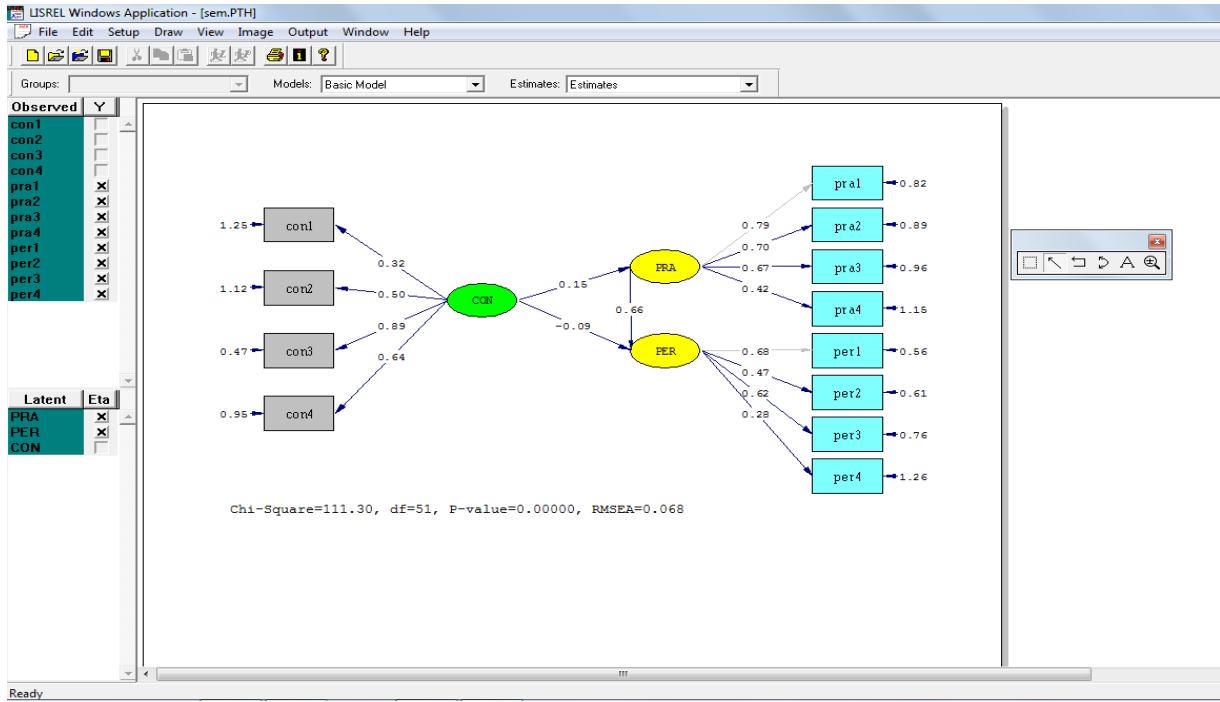 LISREL Windows Application - [sem.PTH]
File Edit Setup Draw View Image Output Window Help
Groups: Models: Basic Model Estimates: Estimates
Observed Y
con1
con2
con3
con4
pra1
pra2
pra3
pra4
per1
per2
per3
per4
Latent Eta
PRA
PER
CON
1.25 con1
1.12 con2
0.47 con3
0.95 con4
0.32
0.50
0.89
0.64
CON
0.15
-0.09
PRA
0.66
PER
0.79
0.70
0.67
0.42
0.68
0.47
0.62
0.28
pra1 0.82
pra2 0.89
pra3 0.96
pra4 1.15
per1 0.56
per2 0.61
per3 0.76
per4 1.26
Chi-Square=111.30, df=51, P-value=0.00000, RMSEA=0.068
A
Ready